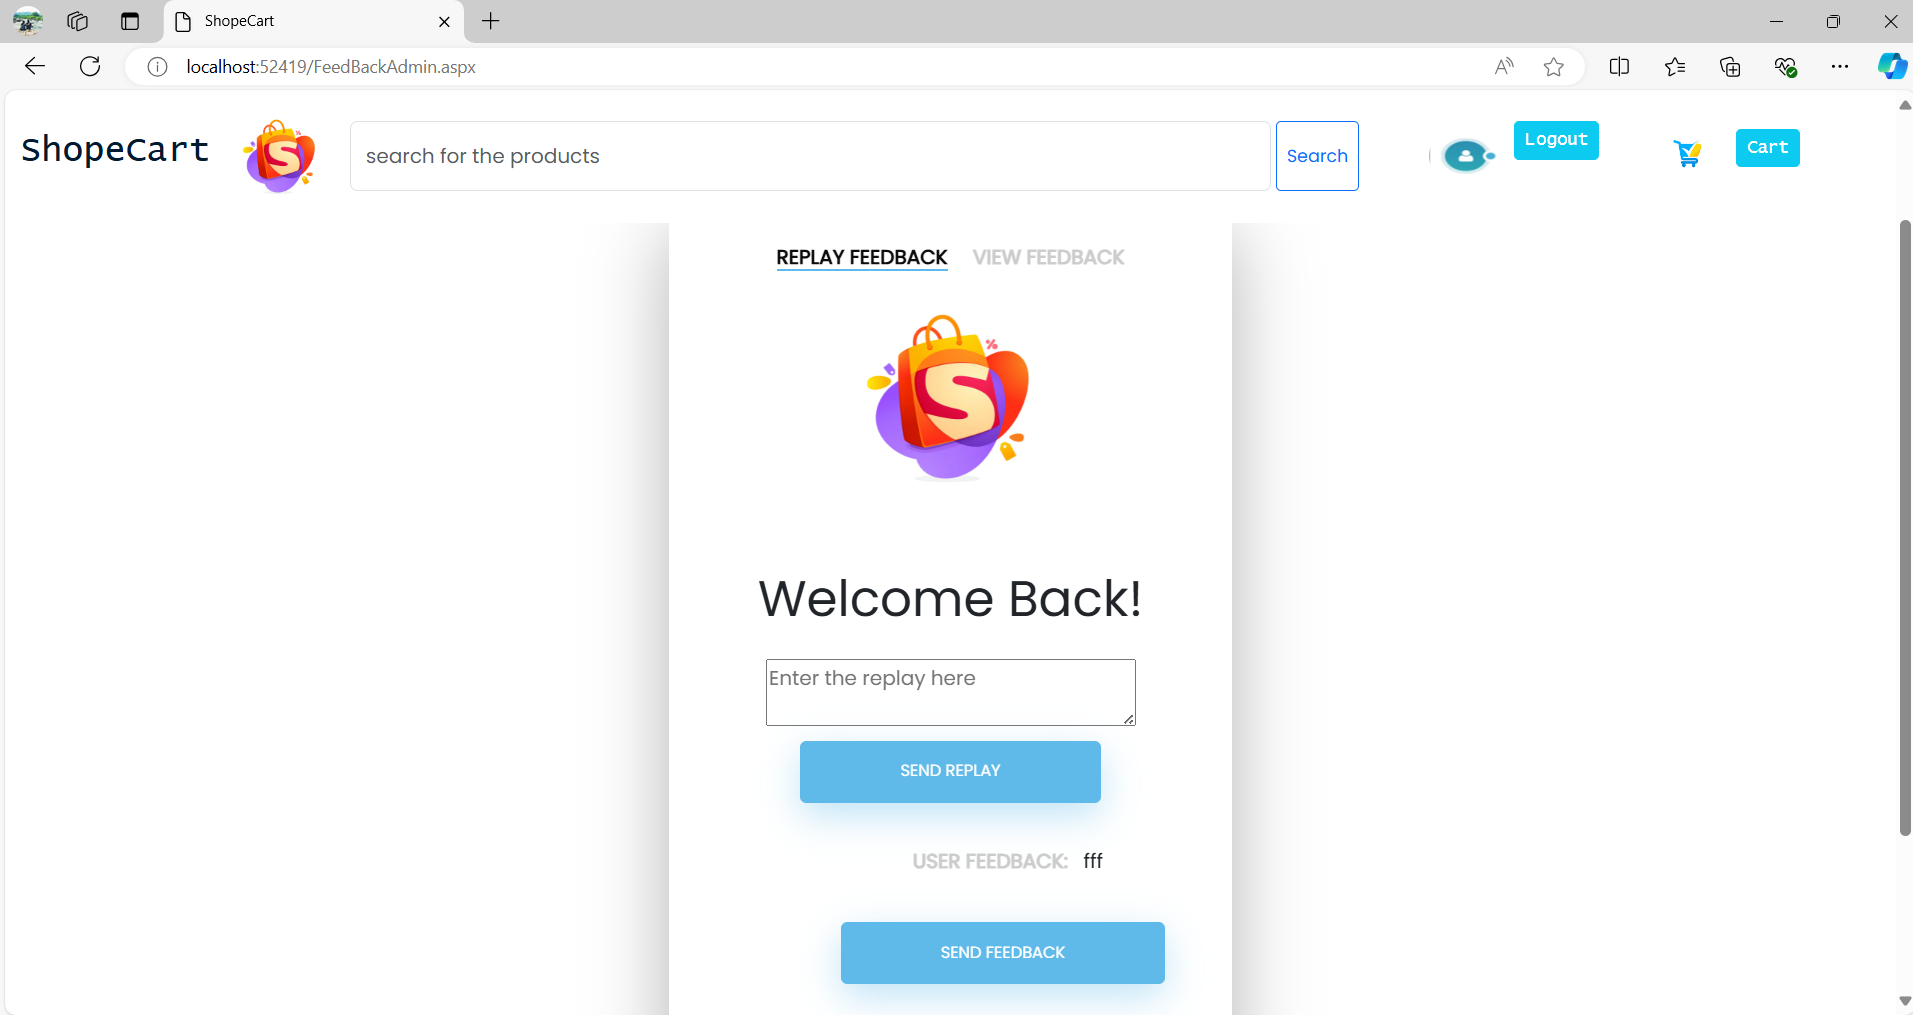 ShopeCart
localhost:52419/FeedBackAdmin.aspx
ShopeCart
S
search for the products
Search
Logout
Cart
REPLAY FEEDBACK VIEW FEEDBACK
S
Welcome Back!
Enter the replay here
SEND REPLAY
USER FEEDBACK: fff
SEND FEEDBACK